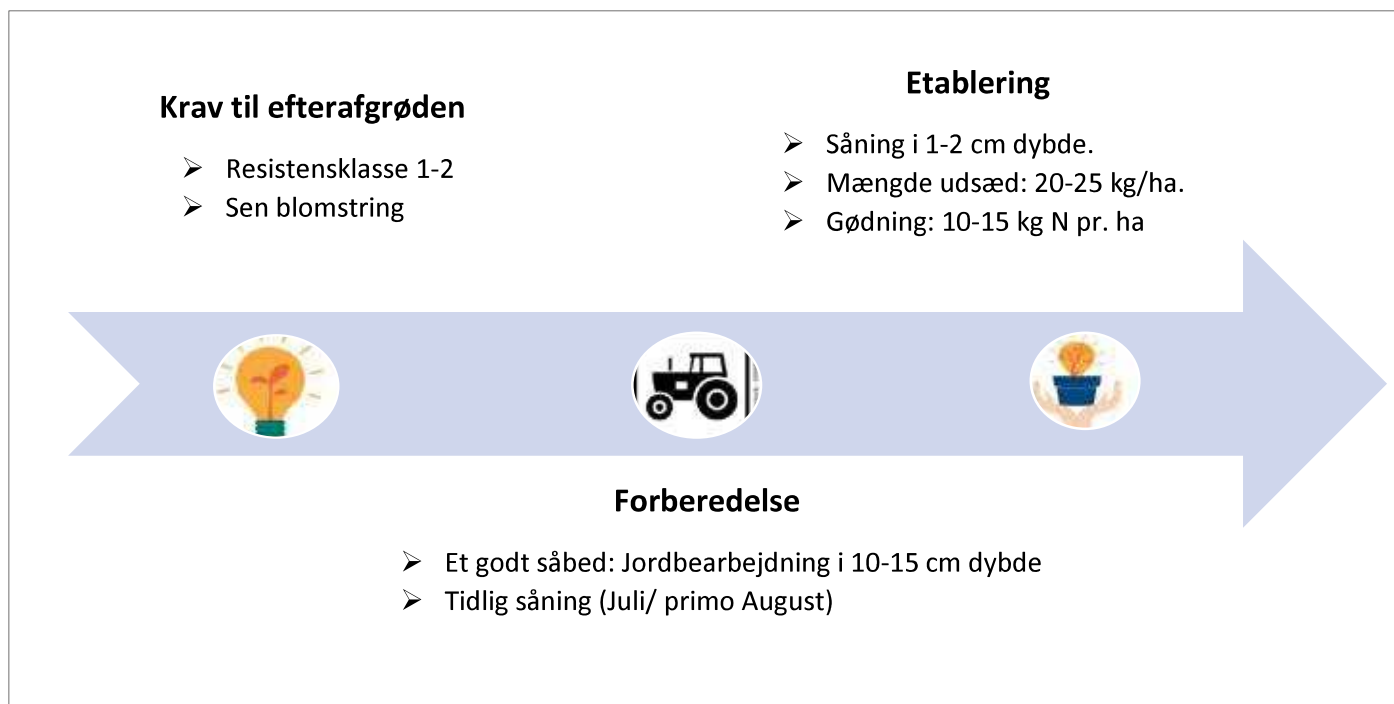 Krav til efterafgrøden
➢ Resistensklasse 1-2
➢ Sen blomstring
Etablering
➢ Såning i 1-2 cm dybde.
➢ Mængde udsæd: 20-25 kg/ha.
➢ Gødning: 10-15 kg N pr. ha
Forberedelse
➢ Et godt såbed: Jordbearbejdning i 10-15 cm dybde
➢ Tidlig såning (Juli/ primo August)